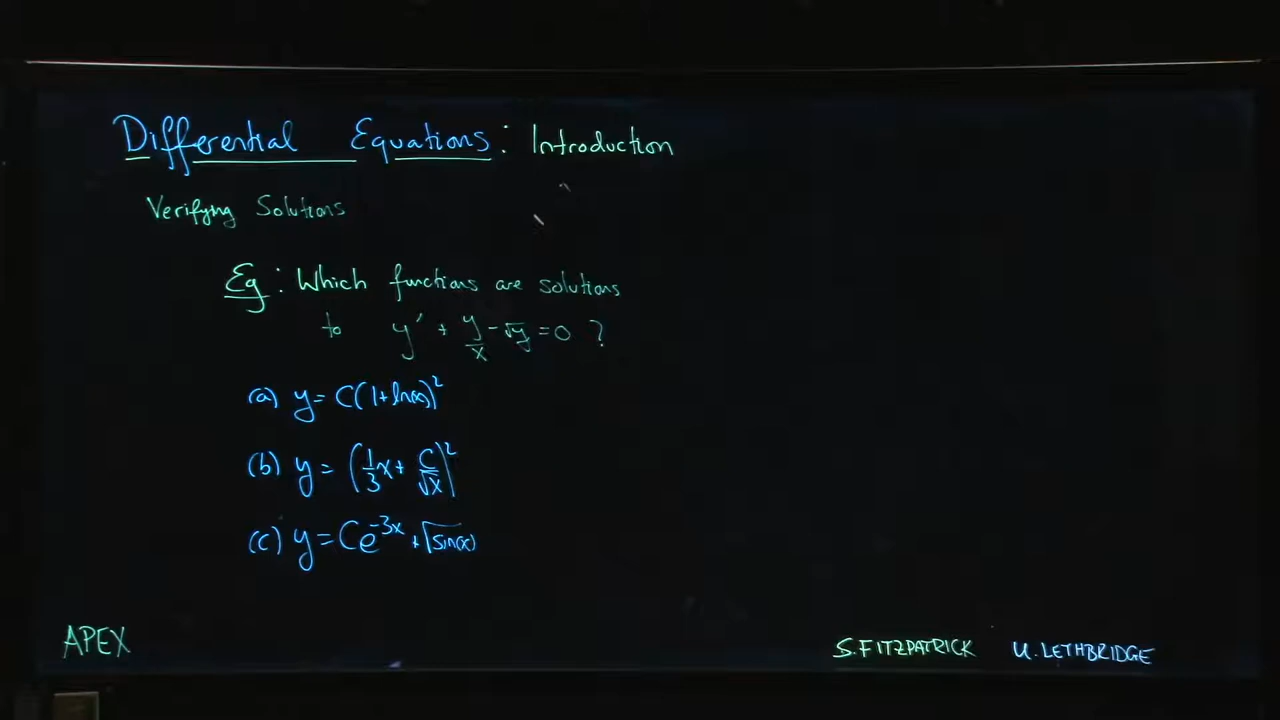 Differential Equations: Introduction
Verifying Solutions
Eg: Which functions are solutions
to y' + y/x - √y = 0 ?
(a) y = C(1+ln(x))²
(b) y = (1/3 x + C/√x)²
(c) y = Ce^{-3x} + √sin(x)
APEX
S. FITZPATRICK U. LETHBRIDGE